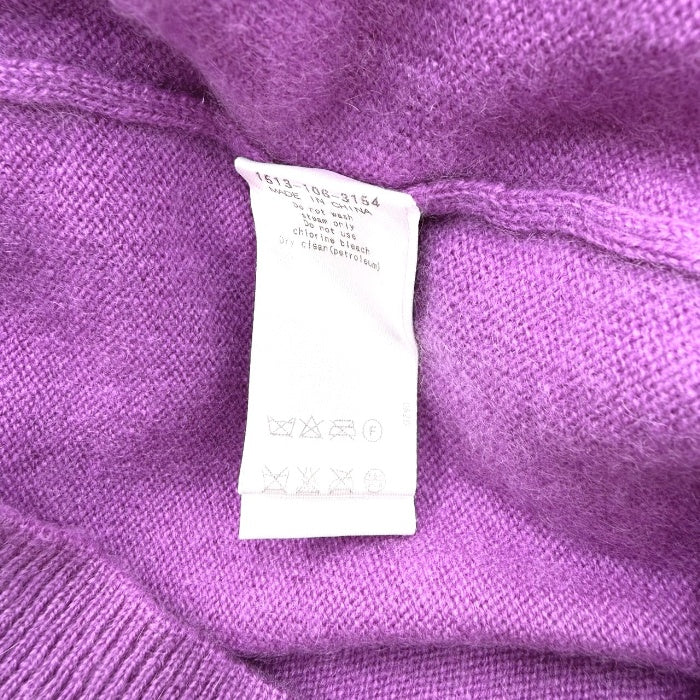 1613-106-3154
MADE IN CHINA
Do not wash
steam only
Do not use
chlorine bleach
Dry clean(petroleum)
F